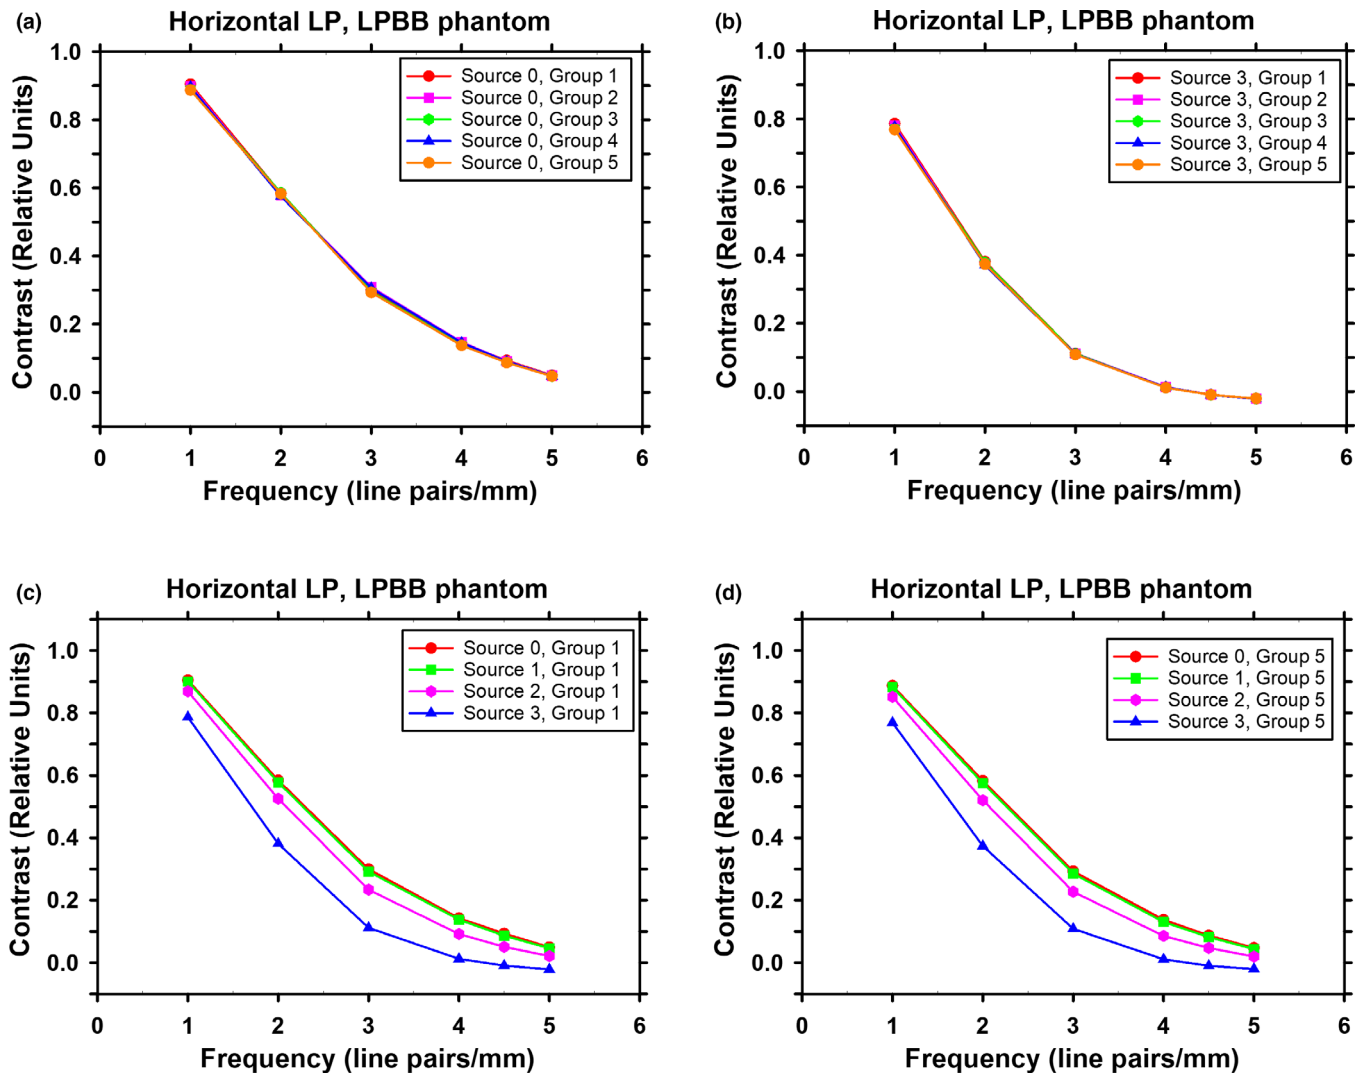 (a)
Horizontal LP, LPBB phantom
Contrast (Relative Units)
1.0
0.8
0.6
0.4
0.2
0.0
Source 0, Group 1
Source 0, Group 2
Source 0, Group 3
Source 0, Group 4
Source 0, Group 5
0 1 2 3 4 5 6
Frequency (line pairs/mm)
(b)
Horizontal LP, LPBB phantom
Contrast (Relative Units)
1.0
0.8
0.6
0.4
0.2
0.0
Source 3, Group 1
Source 3, Group 2
Source 3, Group 3
Source 3, Group 4
Source 3, Group 5
0 1 2 3 4 5 6
Frequency (line pairs/mm)
(c)
Horizontal LP, LPBB phantom
Contrast (Relative Units)
1.0
0.8
0.6
0.4
0.2
0.0
Source 0, Group 1
Source 1, Group 1
Source 2, Group 1
Source 3, Group 1
0 1 2 3 4 5 6
Frequency (line pairs/mm)
(d)
Horizontal LP, LPBB phantom
Contrast (Relative Units)
1.0
0.8
0.6
0.4
0.2
0.0
Source 0, Group 5
Source 1, Group 5
Source 2, Group 5
Source 3, Group 5
0 1 2 3 4 5 6
Frequency (line pairs/mm)